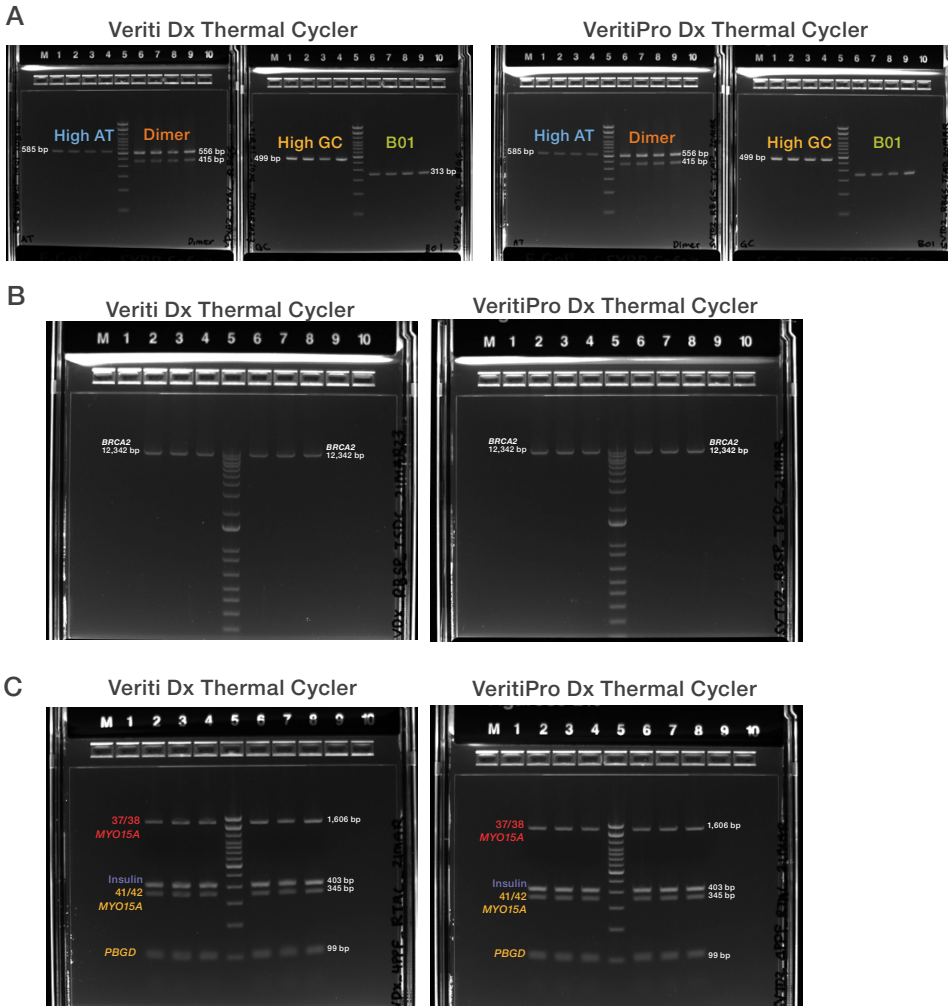 A
Veriti Dx Thermal Cycler
VeritiPro Dx Thermal Cycler
M 1 2 3 4 5 6 7 8 9 10
M 1 2 3 4 5 6 7 8 9 10
M 1 2 3 4 5 6 7 8 9 10
M 1 2 3 4 5 6 7 8 9 10
High AT
Dimer
585 bp
556 bp
415 bp
High GC
B01
499 bp
313 bp
High AT
Dimer
585 bp
556 bp
415 bp
High GC
B01
499 bp
AT
Dimer
GC
B01
AT
Dimer
GC
B01
B
Veriti Dx Thermal Cycler
VeritiPro Dx Thermal Cycler
M 1 2 3 4 5 6 7 8 9 10
M 1 2 3 4 5 6 7 8 9 10
BRCA2
12,342 bp
BRCA2
12,342 bp
BRCA2
12,342 bp
BRCA2
12,342 bp
C
Veriti Dx Thermal Cycler
VeritiPro Dx Thermal Cycler
M 1 2 3 4 5 6 7 8 9 10
M 1 2 3 4 5 6 7 8 9 10
37/38
MYO15A
1,606 bp
Insulin
41/42
MYO15A
403 bp
345 bp
PBGD
99 bp
37/38
MYO15A
1,606 bp
Insulin
41/42
MYO15A
403 bp
345 bp
PBGD
99 bp